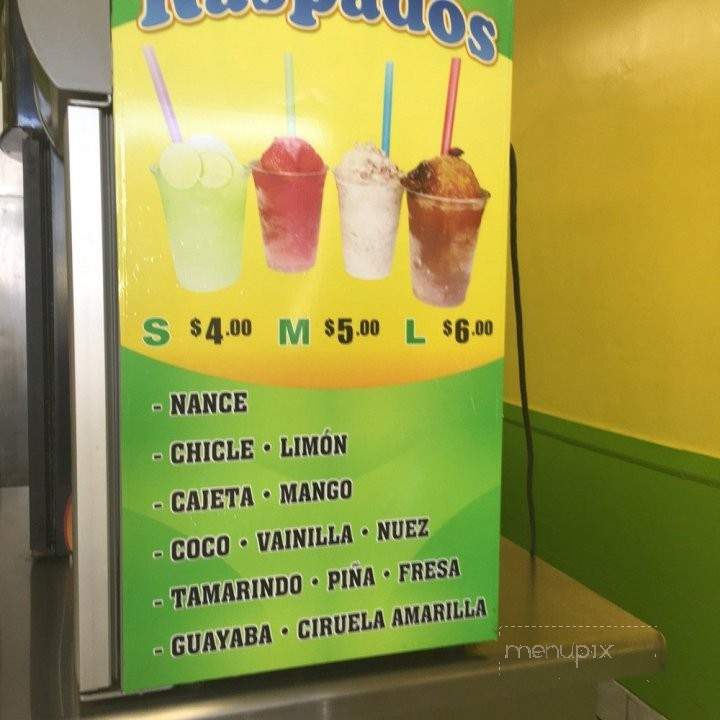 Raspados
S $4.00 M $5.00 L $6.00
- NANCE
- CHICLE • LIMÓN
- CAJETA • MANGO
- COCO • VAINILLA • NUEZ
- TAMARINDO • PIÑA • FRESA
- GUAYABA • CIRUELA AMARILLA
menupix